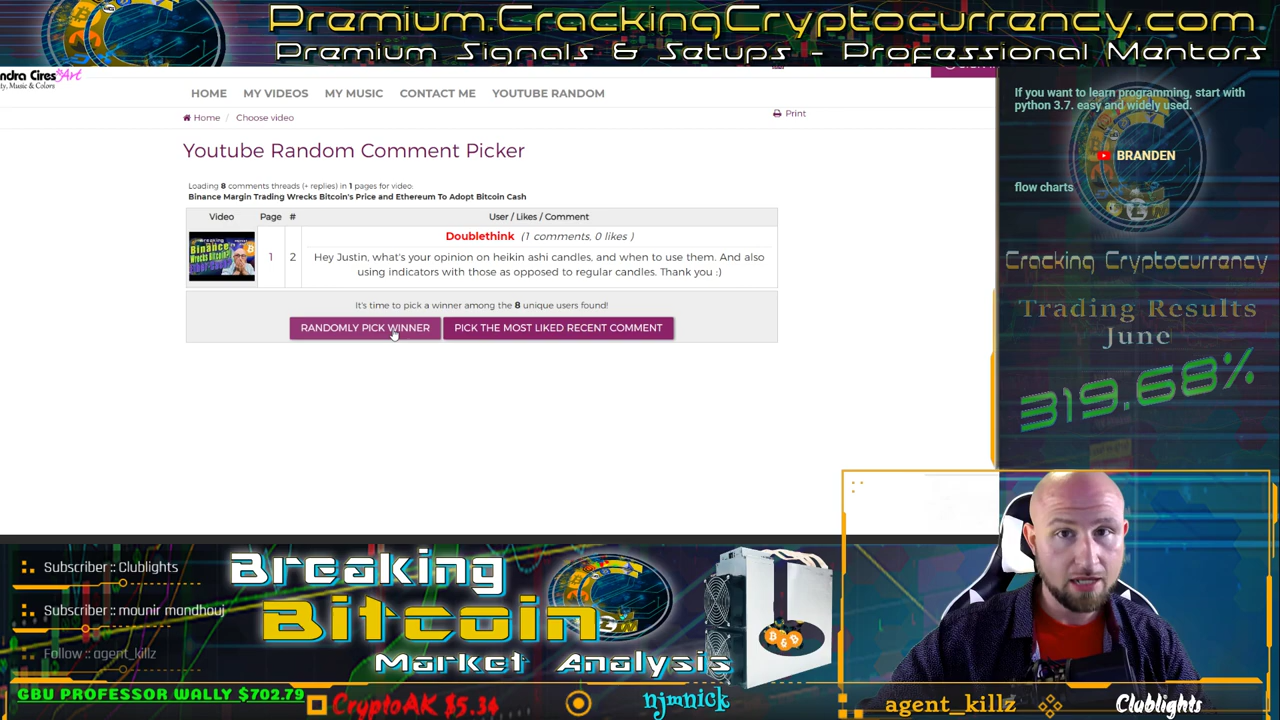 Premium.CrackingCryptocurrency.com
Premium Signals & Setups - Professional Mentors
ndra Cires Art
ty, Music & Colors
HOME MY VIDEOS MY MUSIC CONTACT ME YOUTUBE RANDOM
Home / Choose video
Print
Youtube Random Comment Picker
Loading 8 comments threads (+ replies) in 1 pages for video:
Binance Margin Trading Wrecks Bitcoin's Price and Ethereum To Adopt Bitcoin Cash
Video Page # User / Likes / Comment
Doublethink (1 comments, 0 likes )
1 2 Hey Justin, what's your opinion on heikin ashi candles, and when to use them. And also
using indicators with those as opposed to regular candles. Thank you :)
It's time to pick a winner among the 8 unique users found!
RANDOMLY PICK WINNER PICK THE MOST LIKED RECENT COMMENT
If you want to learn programming, start with
python 3.7. easy and widely used.
BRANDEN
flow charts
Cracking Cryptocurrency
Trading Results
June
319.68%
Subscriber :: Clublights
Subscriber :: mounir mandhouj
Follow :: agent_killz
Breaking
Bitcoin
Market Analysis
GBU PROFESSOR WALLY $702.79
CryptoAK $5.34
njmnick
agent_killz
Clublights